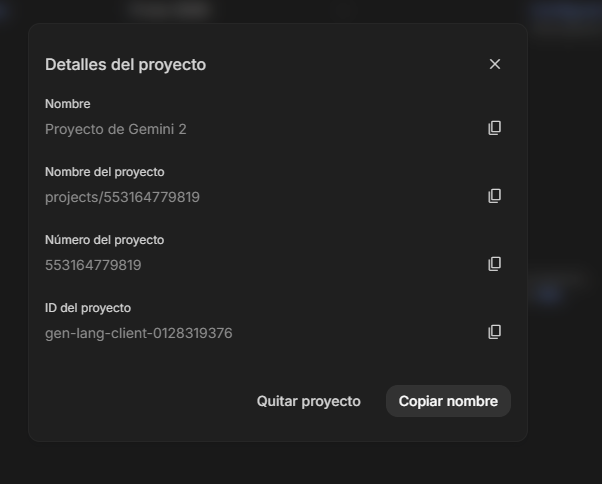 Detalles del proyecto
Nombre
Proyecto de Gemini 2
Nombre del proyecto
projects/553164779819
Número del proyecto
553164779819
ID del proyecto
gen-lang-client-0128319376
Quitar proyecto
Copiar nombre